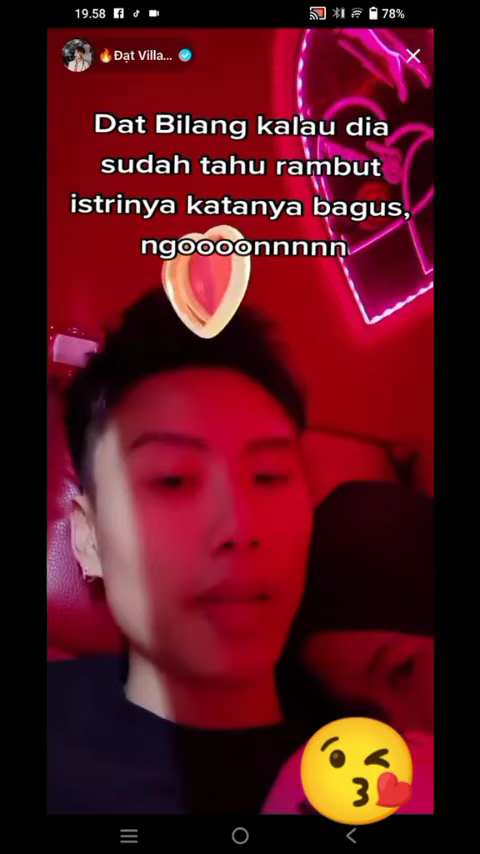 19.58
78%
🔥Đạt Villa...
Dat Bilang kalau dia
sudah tahu rambut
istrinya katanya bagus,
ngoooonnnnn